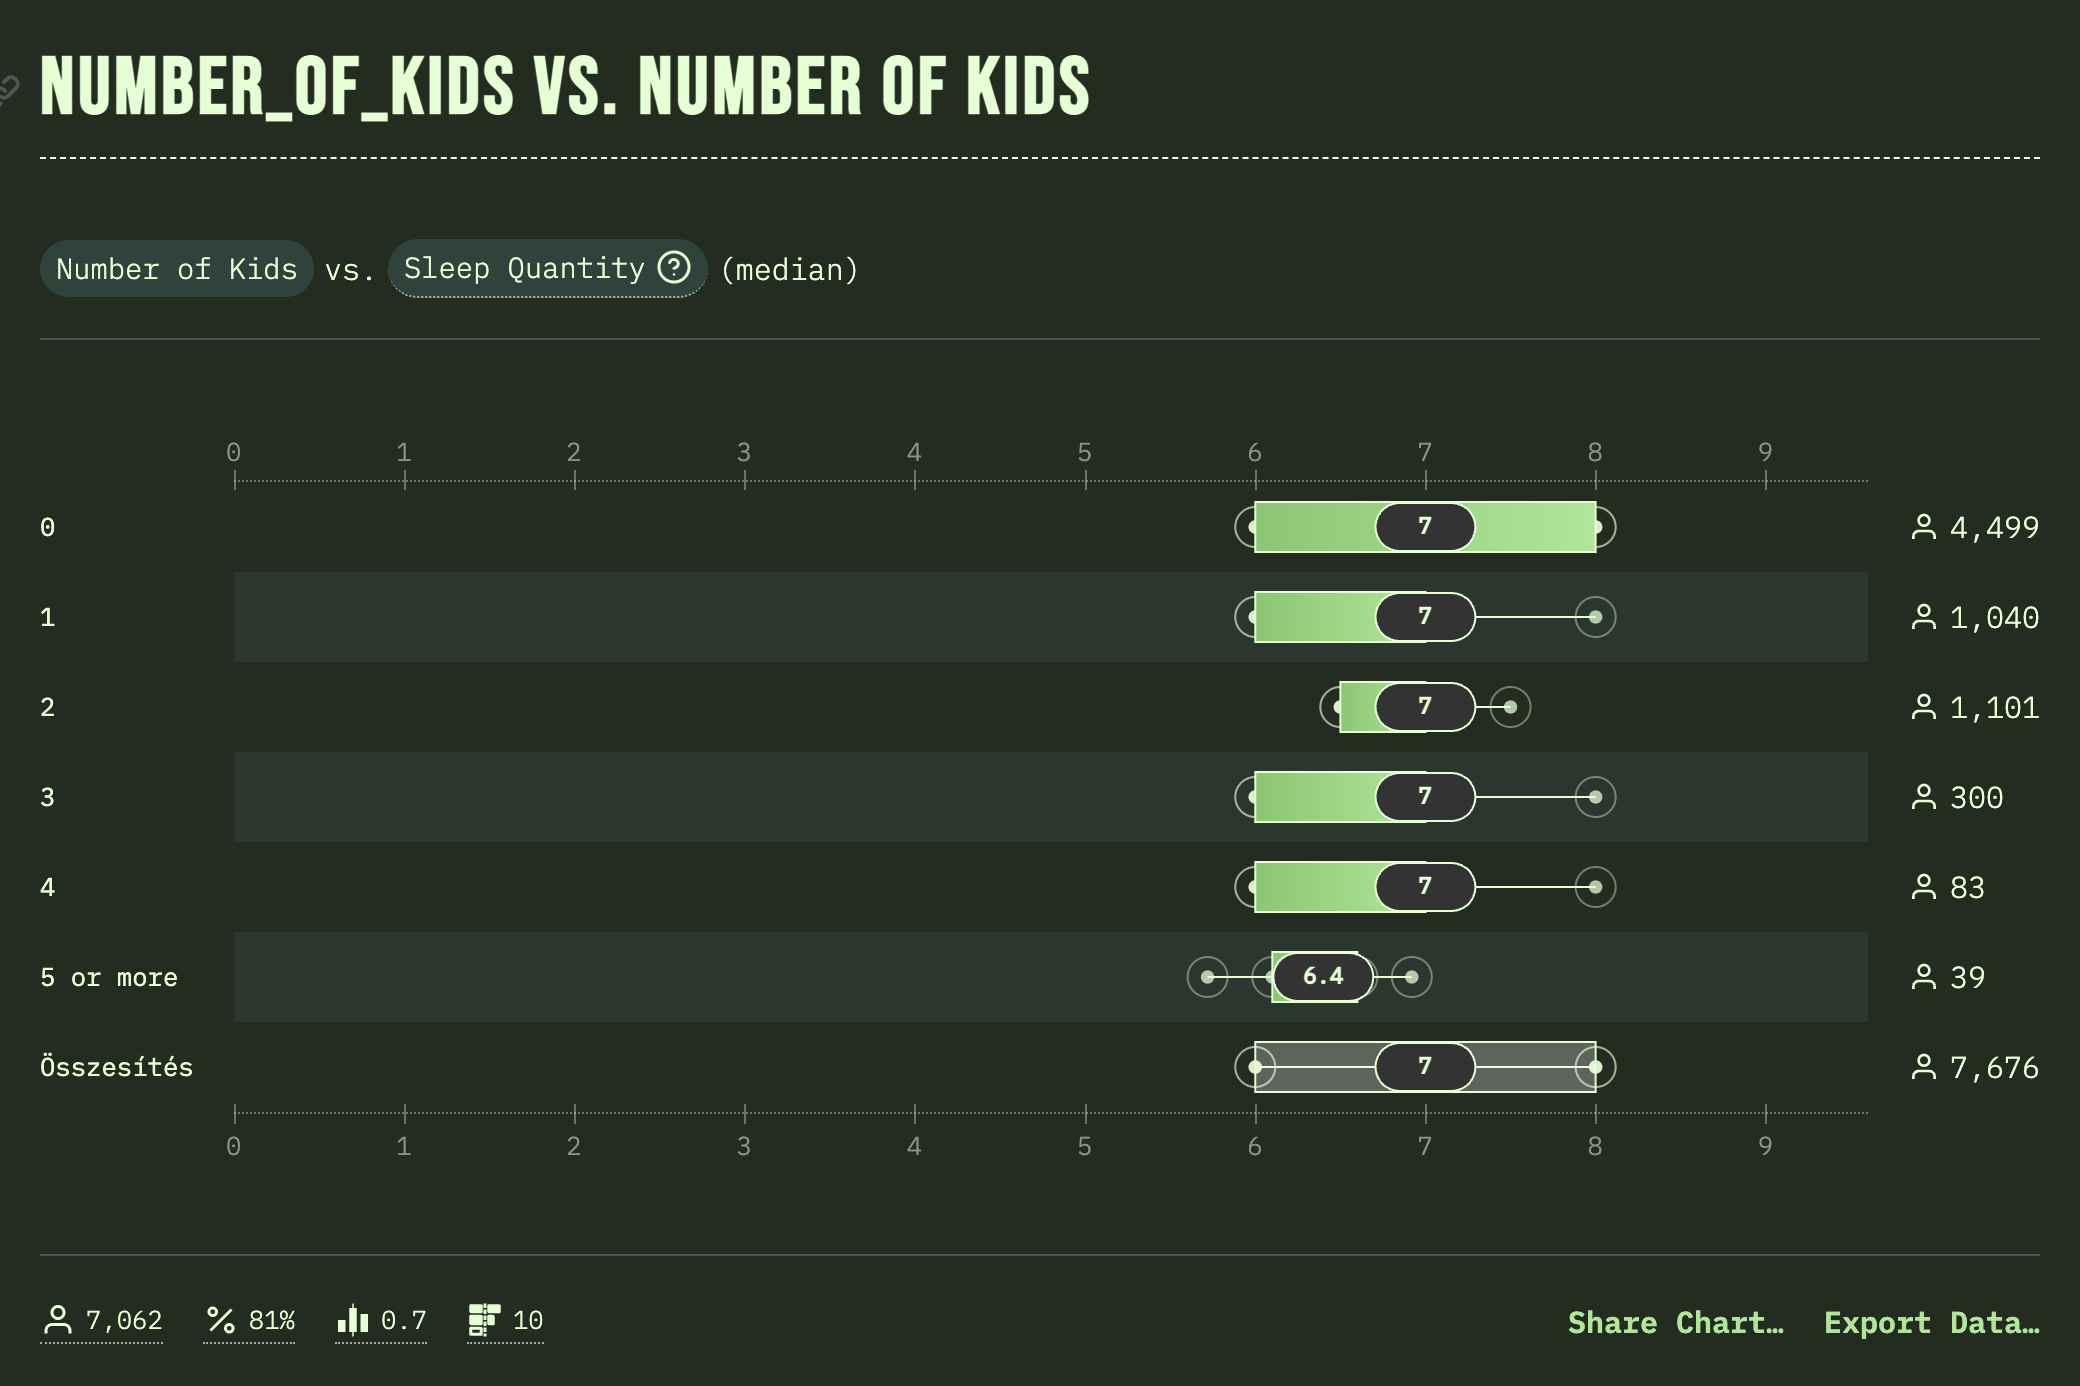 NUMBER_OF_KIDS VS. NUMBER OF KIDS
Number of Kids vs. Sleep Quantity (median)
0 1 2 3 4 5 6 7 8 9
0 7 4,499
1 7 1,040
2 7 1,101
3 7 300
4 7 83
5 or more 6.4 39
Összesítés 7 7,676
0 1 2 3 4 5 6 7 8 9
7,062 81% 0.7 10 Share Chart… Export Data…